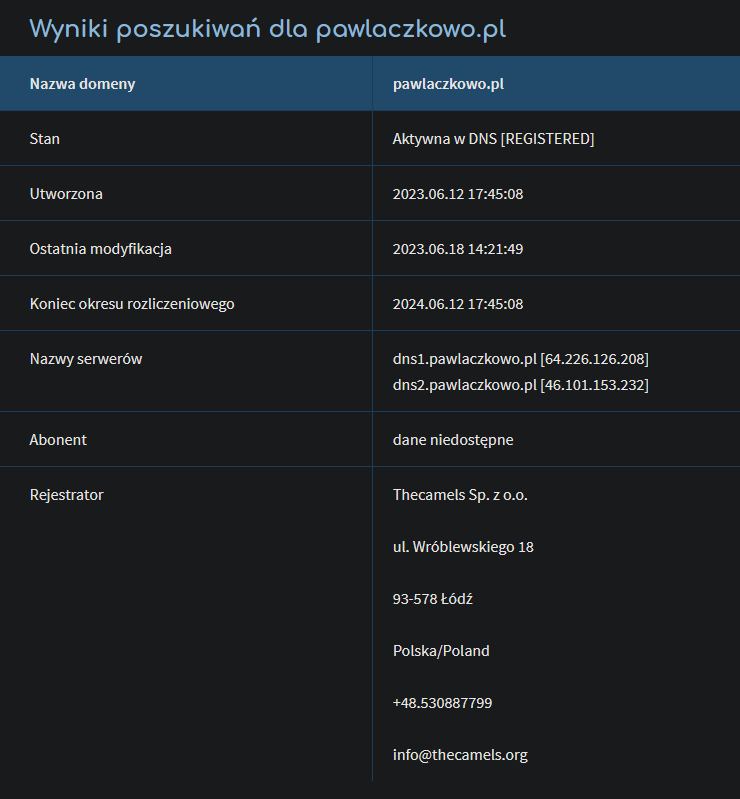 Wyniki poszukiwań dla pawlaczkowo.pl
Nazwa domeny pawlaczkowo.pl
Stan Aktywna w DNS [REGISTERED]
Utworzona 2023.06.12 17:45:08
Ostatnia modyfikacja 2023.06.18 14:21:49
Koniec okresu rozliczeniowego 2024.06.12 17:45:08
Nazwy serwerów dns1.pawlaczkowo.pl [64.226.126.208]
dns2.pawlaczkowo.pl [46.101.153.232]
Abonent dane niedostępne
Rejestrator Thecamels Sp. z o.o.
ul. Wróblewskiego 18
93-578 Łódź
Polska/Poland
+48.530887799
info@thecamels.org